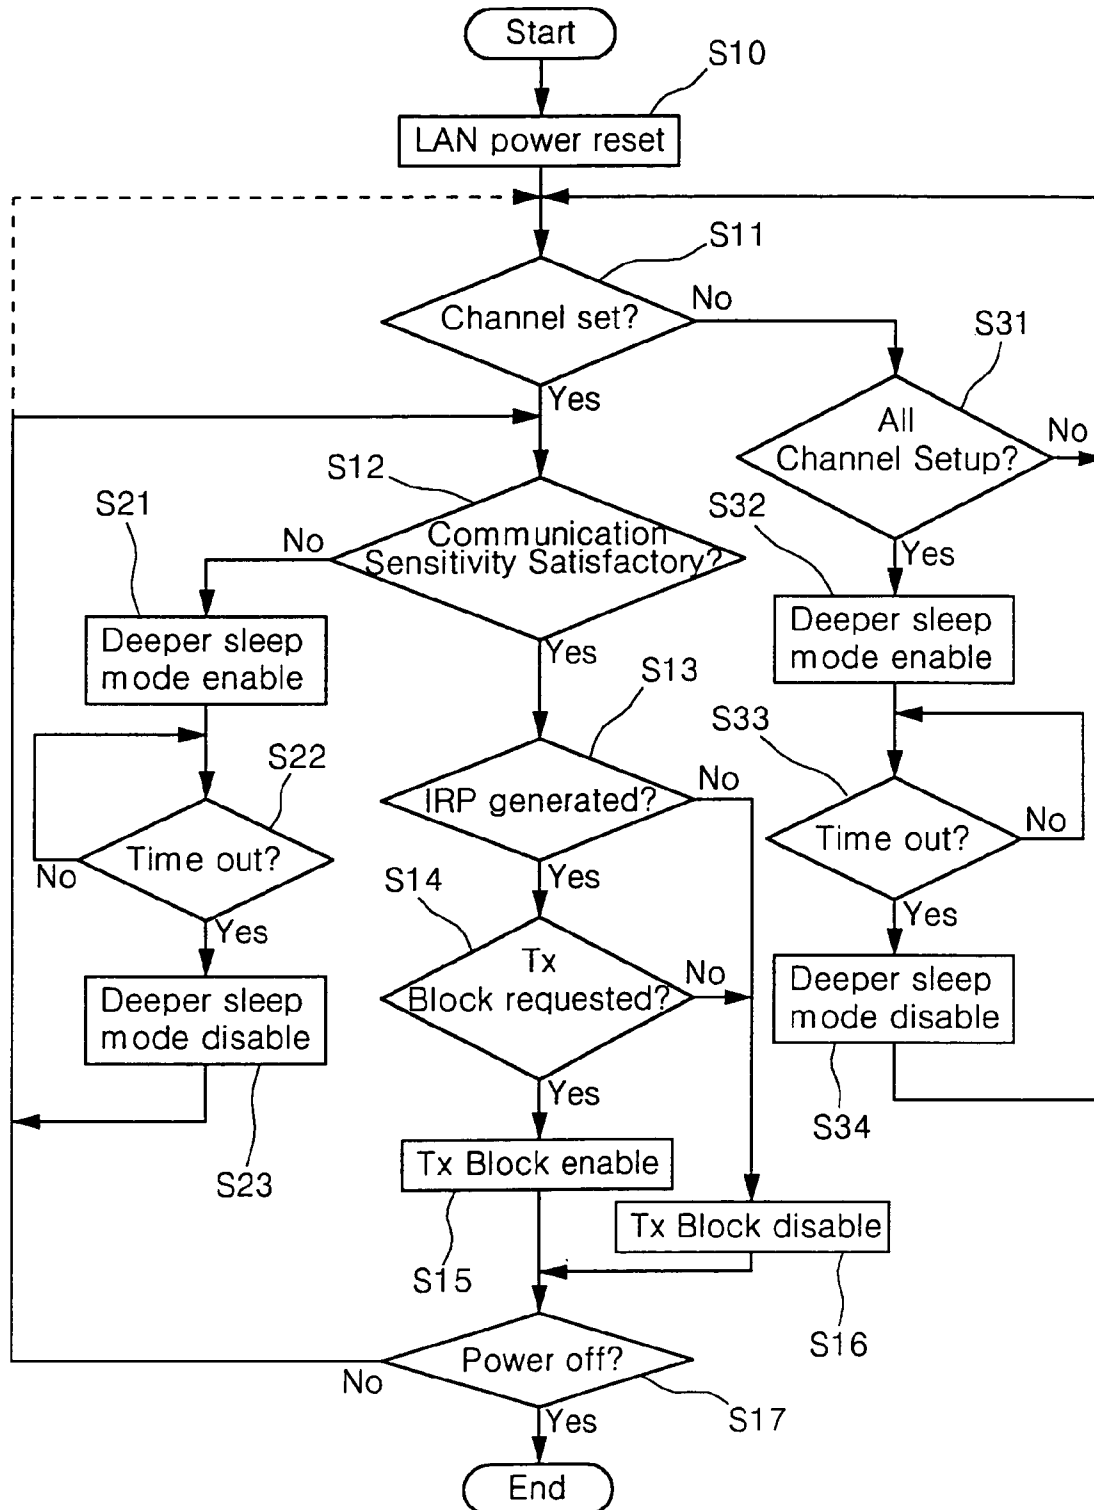 Start
S10
LAN power reset
S11
Channel set?
No
Yes
S31
All
Channel Setup?
No
Yes
S12
Communication
Sensitivity Satisfactory?
No
Yes
S21
Deeper sleep
mode enable
S32
Deeper sleep
mode enable
S13
IRP generated?
No
Yes
S22
Time out?
No
Yes
S33
Time out?
No
Yes
S14
Tx
Block requested?
No
Yes
Deeper sleep
mode disable
S23
Deeper sleep
mode disable
S34
Tx Block enable
S15
Tx Block disable
S16
Power off?
No
S17
Yes
End